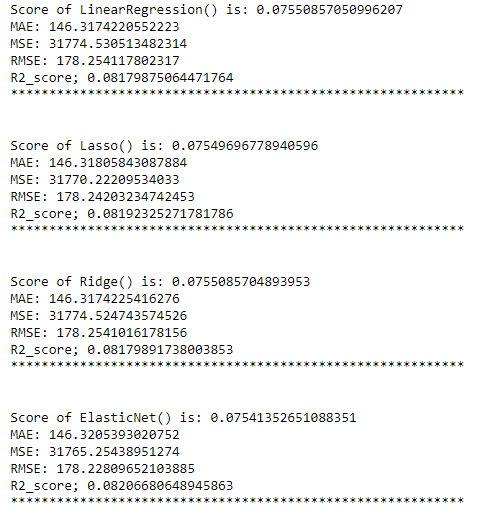 Score of LinearRegression() is: 0.07550857050996207
MAE: 146.3174220552223
MSE: 31774.530513482314
RMSE: 178.254117802317
R2_score; 0.08179875064471764
***********************************************************
Score of Lasso() is: 0.07549696778940596
MAE: 146.31805843087884
MSE: 31770.22209534033
RMSE: 178.24203234742453
R2_score; 0.08192325271781786
***********************************************************
Score of Ridge() is: 0.0755085704893953
MAE: 146.3174225416276
MSE: 31774.524743574526
RMSE: 178.2541016178156
R2_score; 0.08179891738003853
***********************************************************
Score of ElasticNet() is: 0.07541352651088351
MAE: 146.3205393020752
MSE: 31765.25438951274
RMSE: 178.22809652103885
R2_score; 0.08206680648945863
***********************************************************